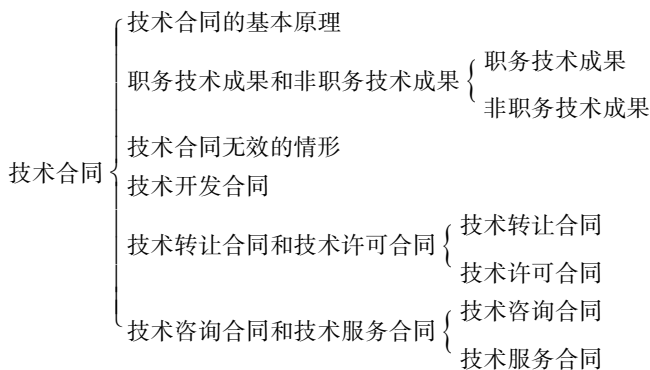 技术合同
技术合同的基本原理
职务技术成果和非职务技术成果
职务技术成果
非职务技术成果
技术合同无效的情形
技术开发合同
技术转让合同和技术许可合同
技术转让合同
技术许可合同
技术咨询合同和技术服务合同
技术咨询合同
技术服务合同